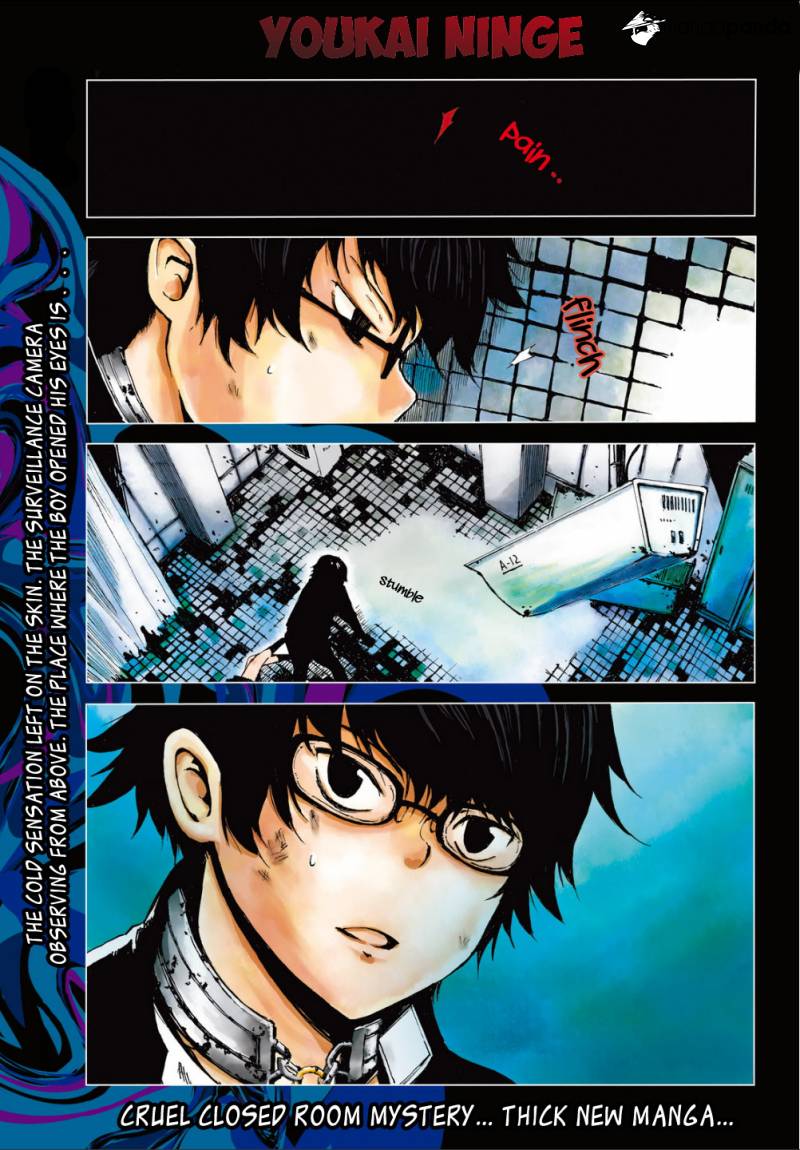 YOUKAI NINGE
mangapanda
pain..
flinch
A-12
stumble
THE COLD SENSATION LEFT ON THE SKIN. THE SURVEILLANCE CAMERA
OBSERVING FROM ABOVE. THE PLACE WHERE THE BOY OPENED HIS EYES IS....
CRUEL CLOSED ROOM MYSTERY... THICK NEW MANGA...